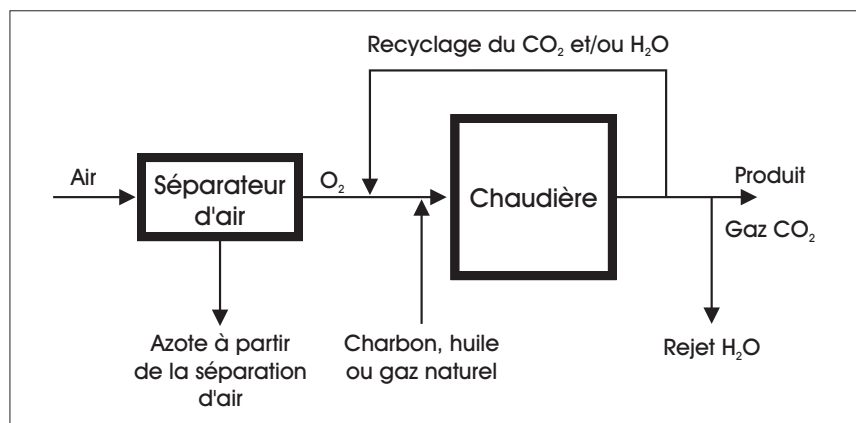 Recyclage du CO₂ et/ou H₂O
Air
Séparateur
d'air
O₂
Chaudière
Produit
Gaz CO₂
Azote à partir
de la séparation
d'air
Charbon, huile
ou gaz naturel
Rejet H₂O